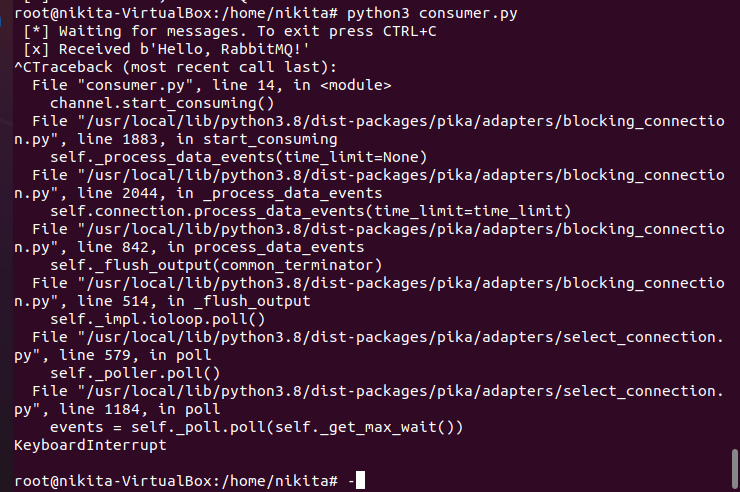 root@nikita-VirtualBox:/home/nikita# python3 consumer.py
[*] Waiting for messages. To exit press CTRL+C
[x] Received b'Hello, RabbitMQ!'
^CTraceback (most recent call last):
  File "consumer.py", line 14, in <module>
    channel.start_consuming()
  File "/usr/local/lib/python3.8/dist-packages/pika/adapters/blocking_connectio
n.py", line 1883, in start_consuming
    self._process_data_events(time_limit=None)
  File "/usr/local/lib/python3.8/dist-packages/pika/adapters/blocking_connectio
n.py", line 2044, in _process_data_events
    self.connection.process_data_events(time_limit=time_limit)
  File "/usr/local/lib/python3.8/dist-packages/pika/adapters/blocking_connectio
n.py", line 842, in process_data_events
    self._flush_output(common_terminator)
  File "/usr/local/lib/python3.8/dist-packages/pika/adapters/blocking_connectio
n.py", line 514, in _flush_output
    self._impl.ioloop.poll()
  File "/usr/local/lib/python3.8/dist-packages/pika/adapters/select_connection.
py", line 579, in poll
    self._poller.poll()
  File "/usr/local/lib/python3.8/dist-packages/pika/adapters/select_connection.
py", line 1184, in poll
    events = self._poll.poll(self._get_max_wait())
KeyboardInterrupt
root@nikita-VirtualBox:/home/nikita# -